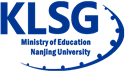 KLSG
Ministry of Education
Nanjing University